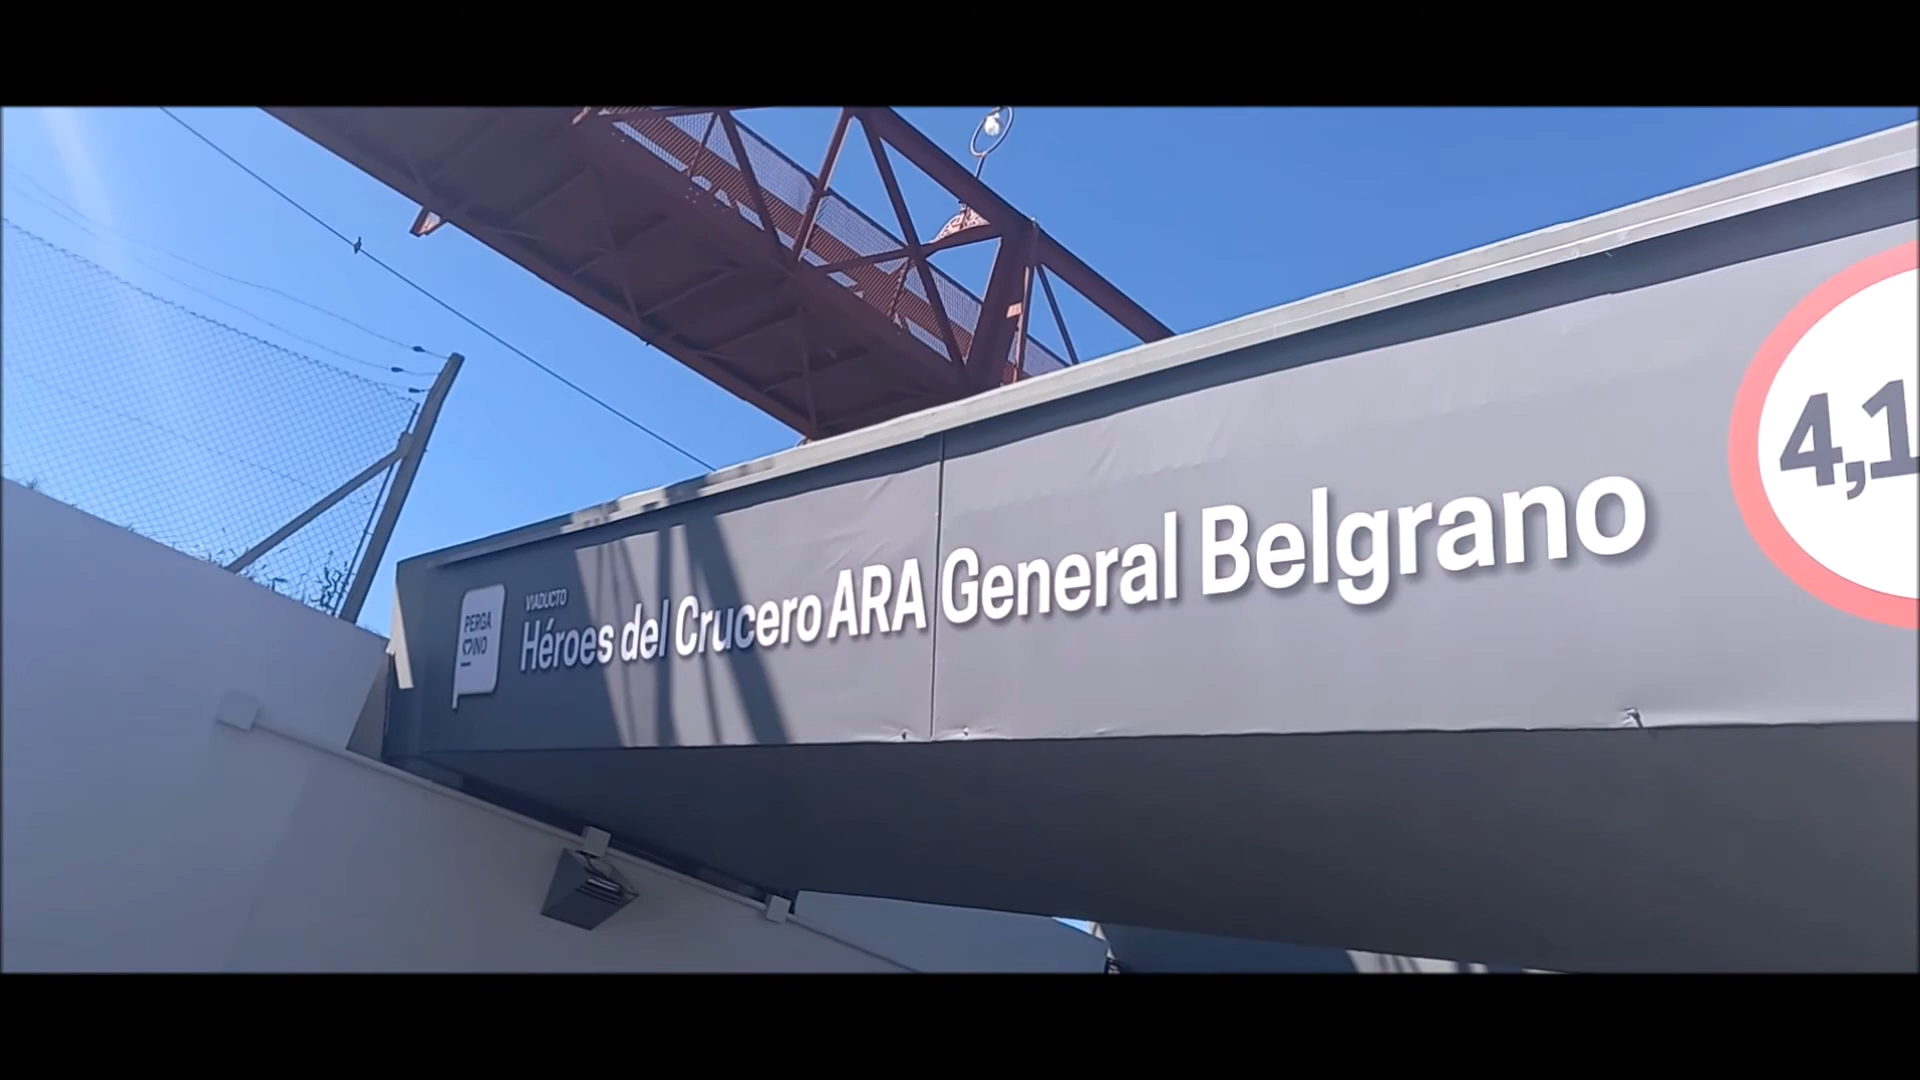 PERGA
MINO
VIADUCTO
Héroes del Crucero ARA General Belgrano
4,1